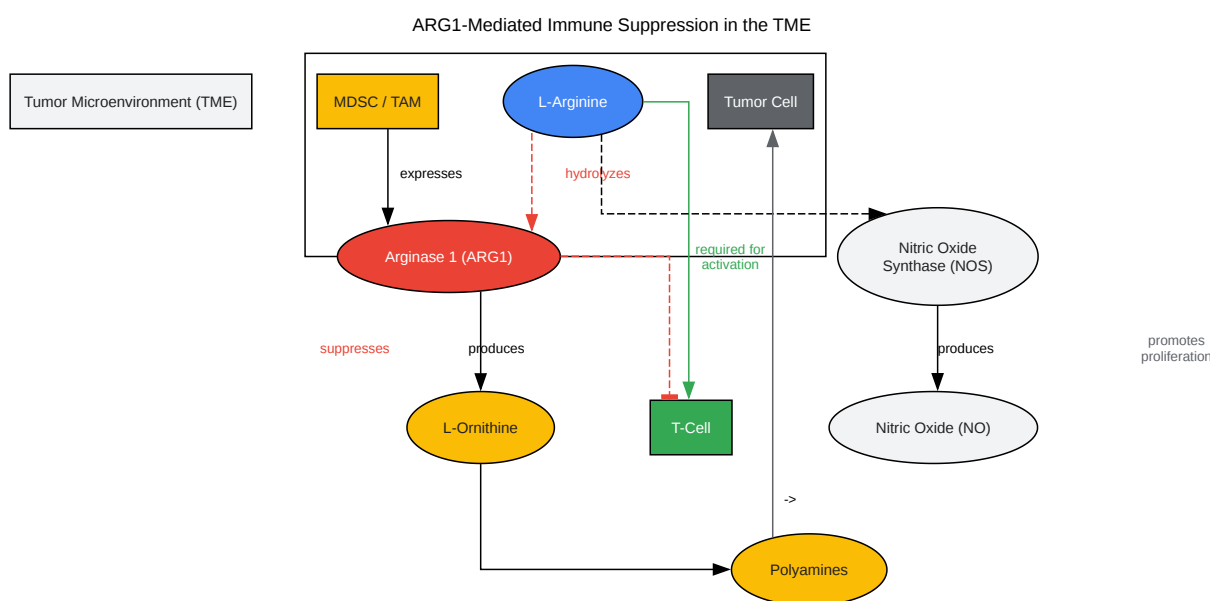 ARG1-Mediated Immune Suppression in the TME
Tumor Microenvironment (TME)
MDSC / TAM
L-Arginine
Tumor Cell
expresses
hydrolyzes
Arginase 1 (ARG1)
required for
activation
Nitric Oxide
Synthase (NOS)
suppresses
produces
produces
promotes
proliferation
L-Ornithine
T-Cell
Nitric Oxide (NO)
->
Polyamines